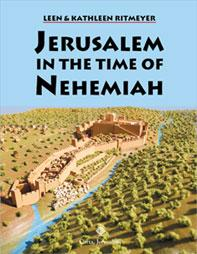 LEEN & KATHLEEN RITMEYER
JERUSALEM
IN THE TIME OF
NEHEMIAH